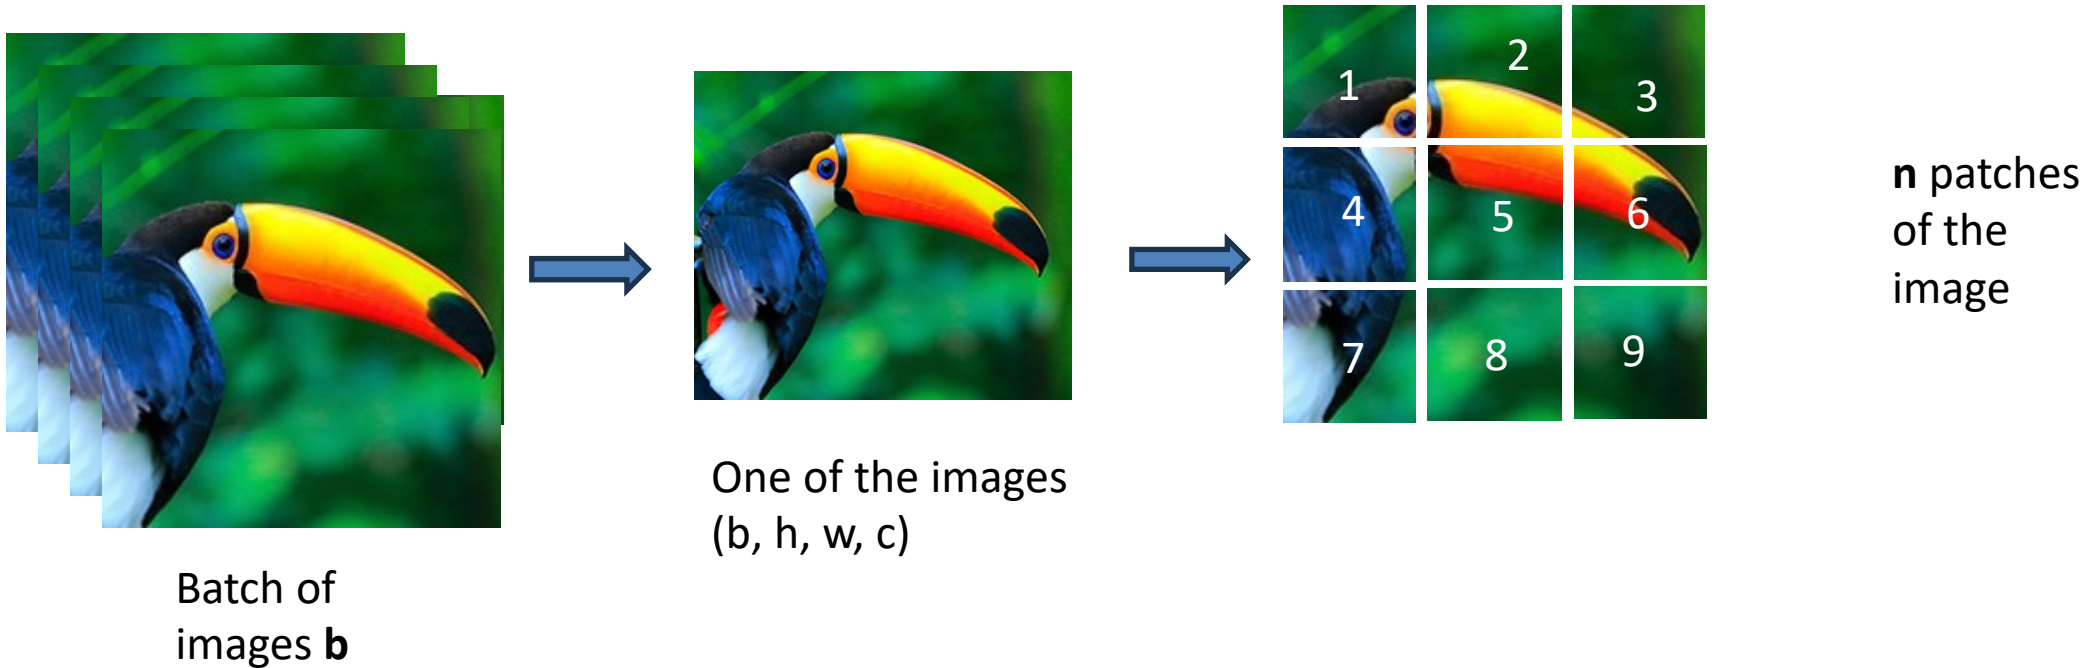 Batch of
images b
One of the images
(b, h, w, c)
1
2
3
4
5
6
7
8
9
n patches
of the
image